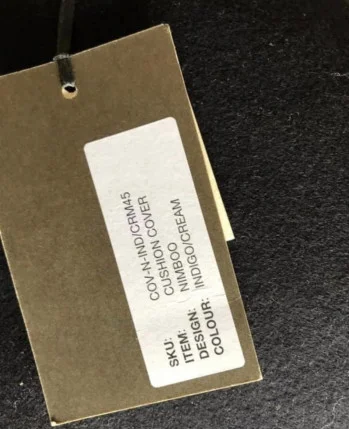 SKU: COV-N-IND/CRM45
ITEM: CUSHION COVER
DESIGN: NIMBOO
COLOUR: INDIGO/CREAM